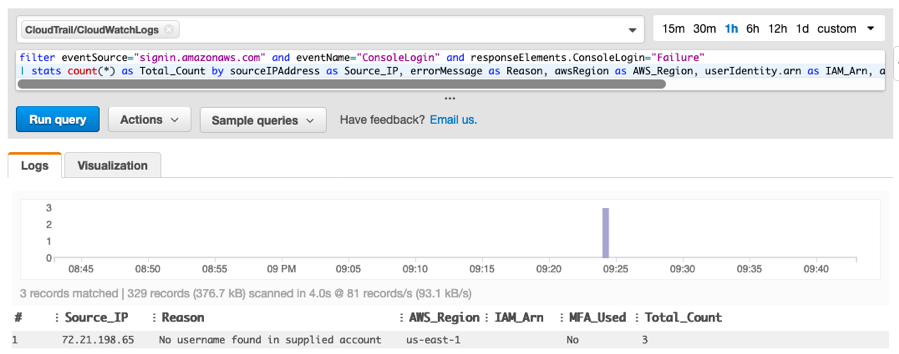 CloudTrail/CloudWatchLogs
15m 30m 1h 6h 12h 1d custom
filter eventSource="signin.amazonaws.com" and eventName="ConsoleLogin" and responseElements.ConsoleLogin="Failure"
| stats count(*) as Total_Count by sourceIPAddress as Source_IP, errorMessage as Reason, awsRegion as AWS_Region, userIdentity.arn as IAM_Arn, a
Run query Actions Sample queries Have feedback? Email us.
Logs Visualization
3
2
1
0
08:45 08:50 08:55 09 PM 09:05 09:10 09:15 09:20 09:25 09:30 09:35 09:40
3 records matched | 329 records (376.7 kB) scanned in 4.0s @ 81 records/s (93.1 kB/s)
# Source_IP Reason AWS_Region IAM_Arn MFA_Used Total_Count
1 72.21.198.65 No username found in supplied account us-east-1 No 3